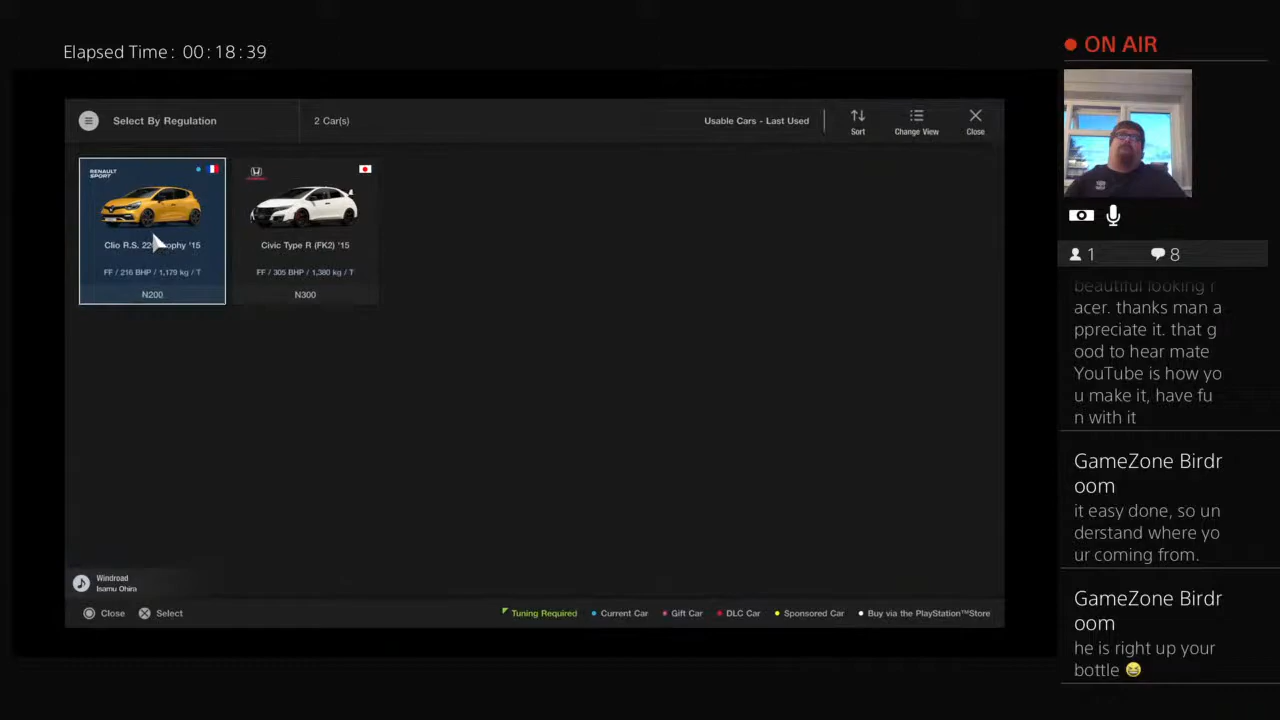 Elapsed Time: 00:18:39
ON AIR
Select By Regulation
2 Car(s)
Usable Cars - Last Used
Sort
Change View
Close
RENAULT
SPORT
Clio R.S. 220 Trophy '15
FF / 216 BHP / 1,179 kg / T
N200
Civic Type R (FK2) '15
FF / 305 BHP / 1,380 kg / T
N300
Windroad
Isamu Ohira
Close
Select
Tuning Required
Current Car
Gift Car
DLC Car
Sponsored Car
Buy via the PlayStation™Store
1
8
beautiful looking r
acer. thanks man a
ppreciate it. that g
ood to hear mate
YouTube is how yo
u make it, have fu
n with it
GameZone Birdr
oom
it easy done, so un
derstand where yo
ur coming from.
GameZone Birdr
oom
he is right up your
bottle 😆